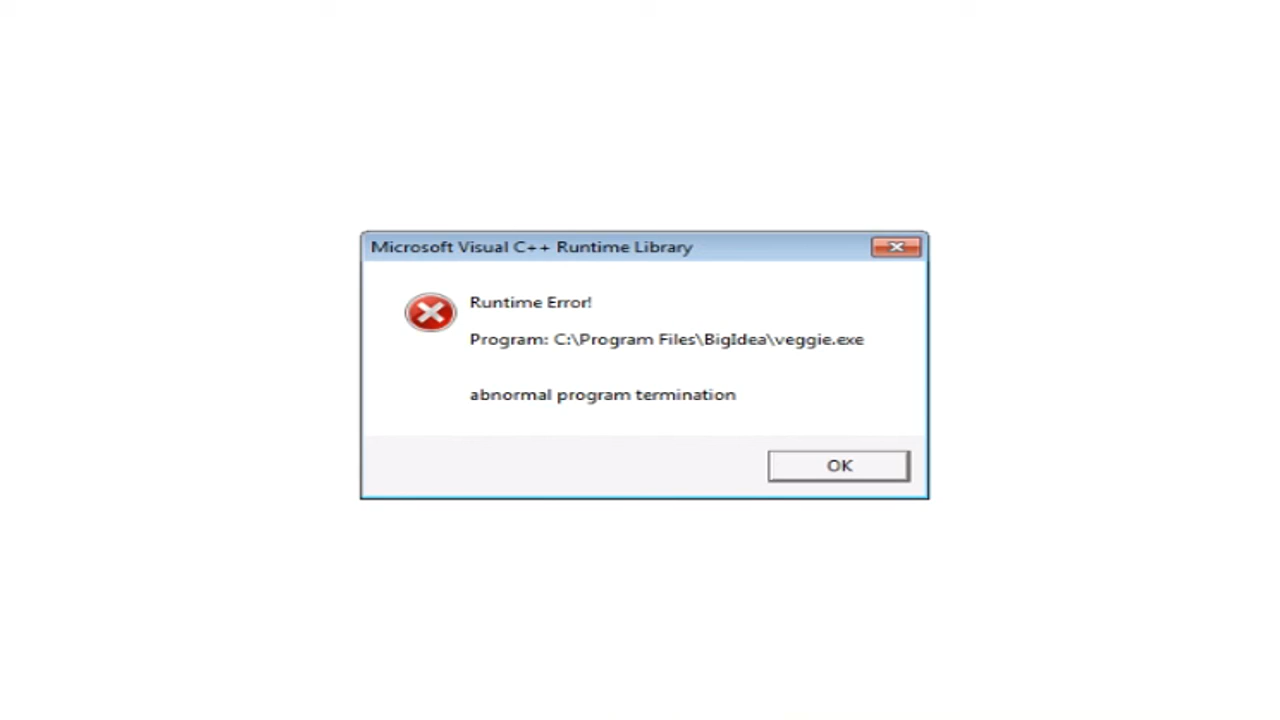 Microsoft Visual C++ Runtime Library
Runtime Error!
Program: C:\Program Files\BigIdea\veggie.exe
abnormal program termination
OK